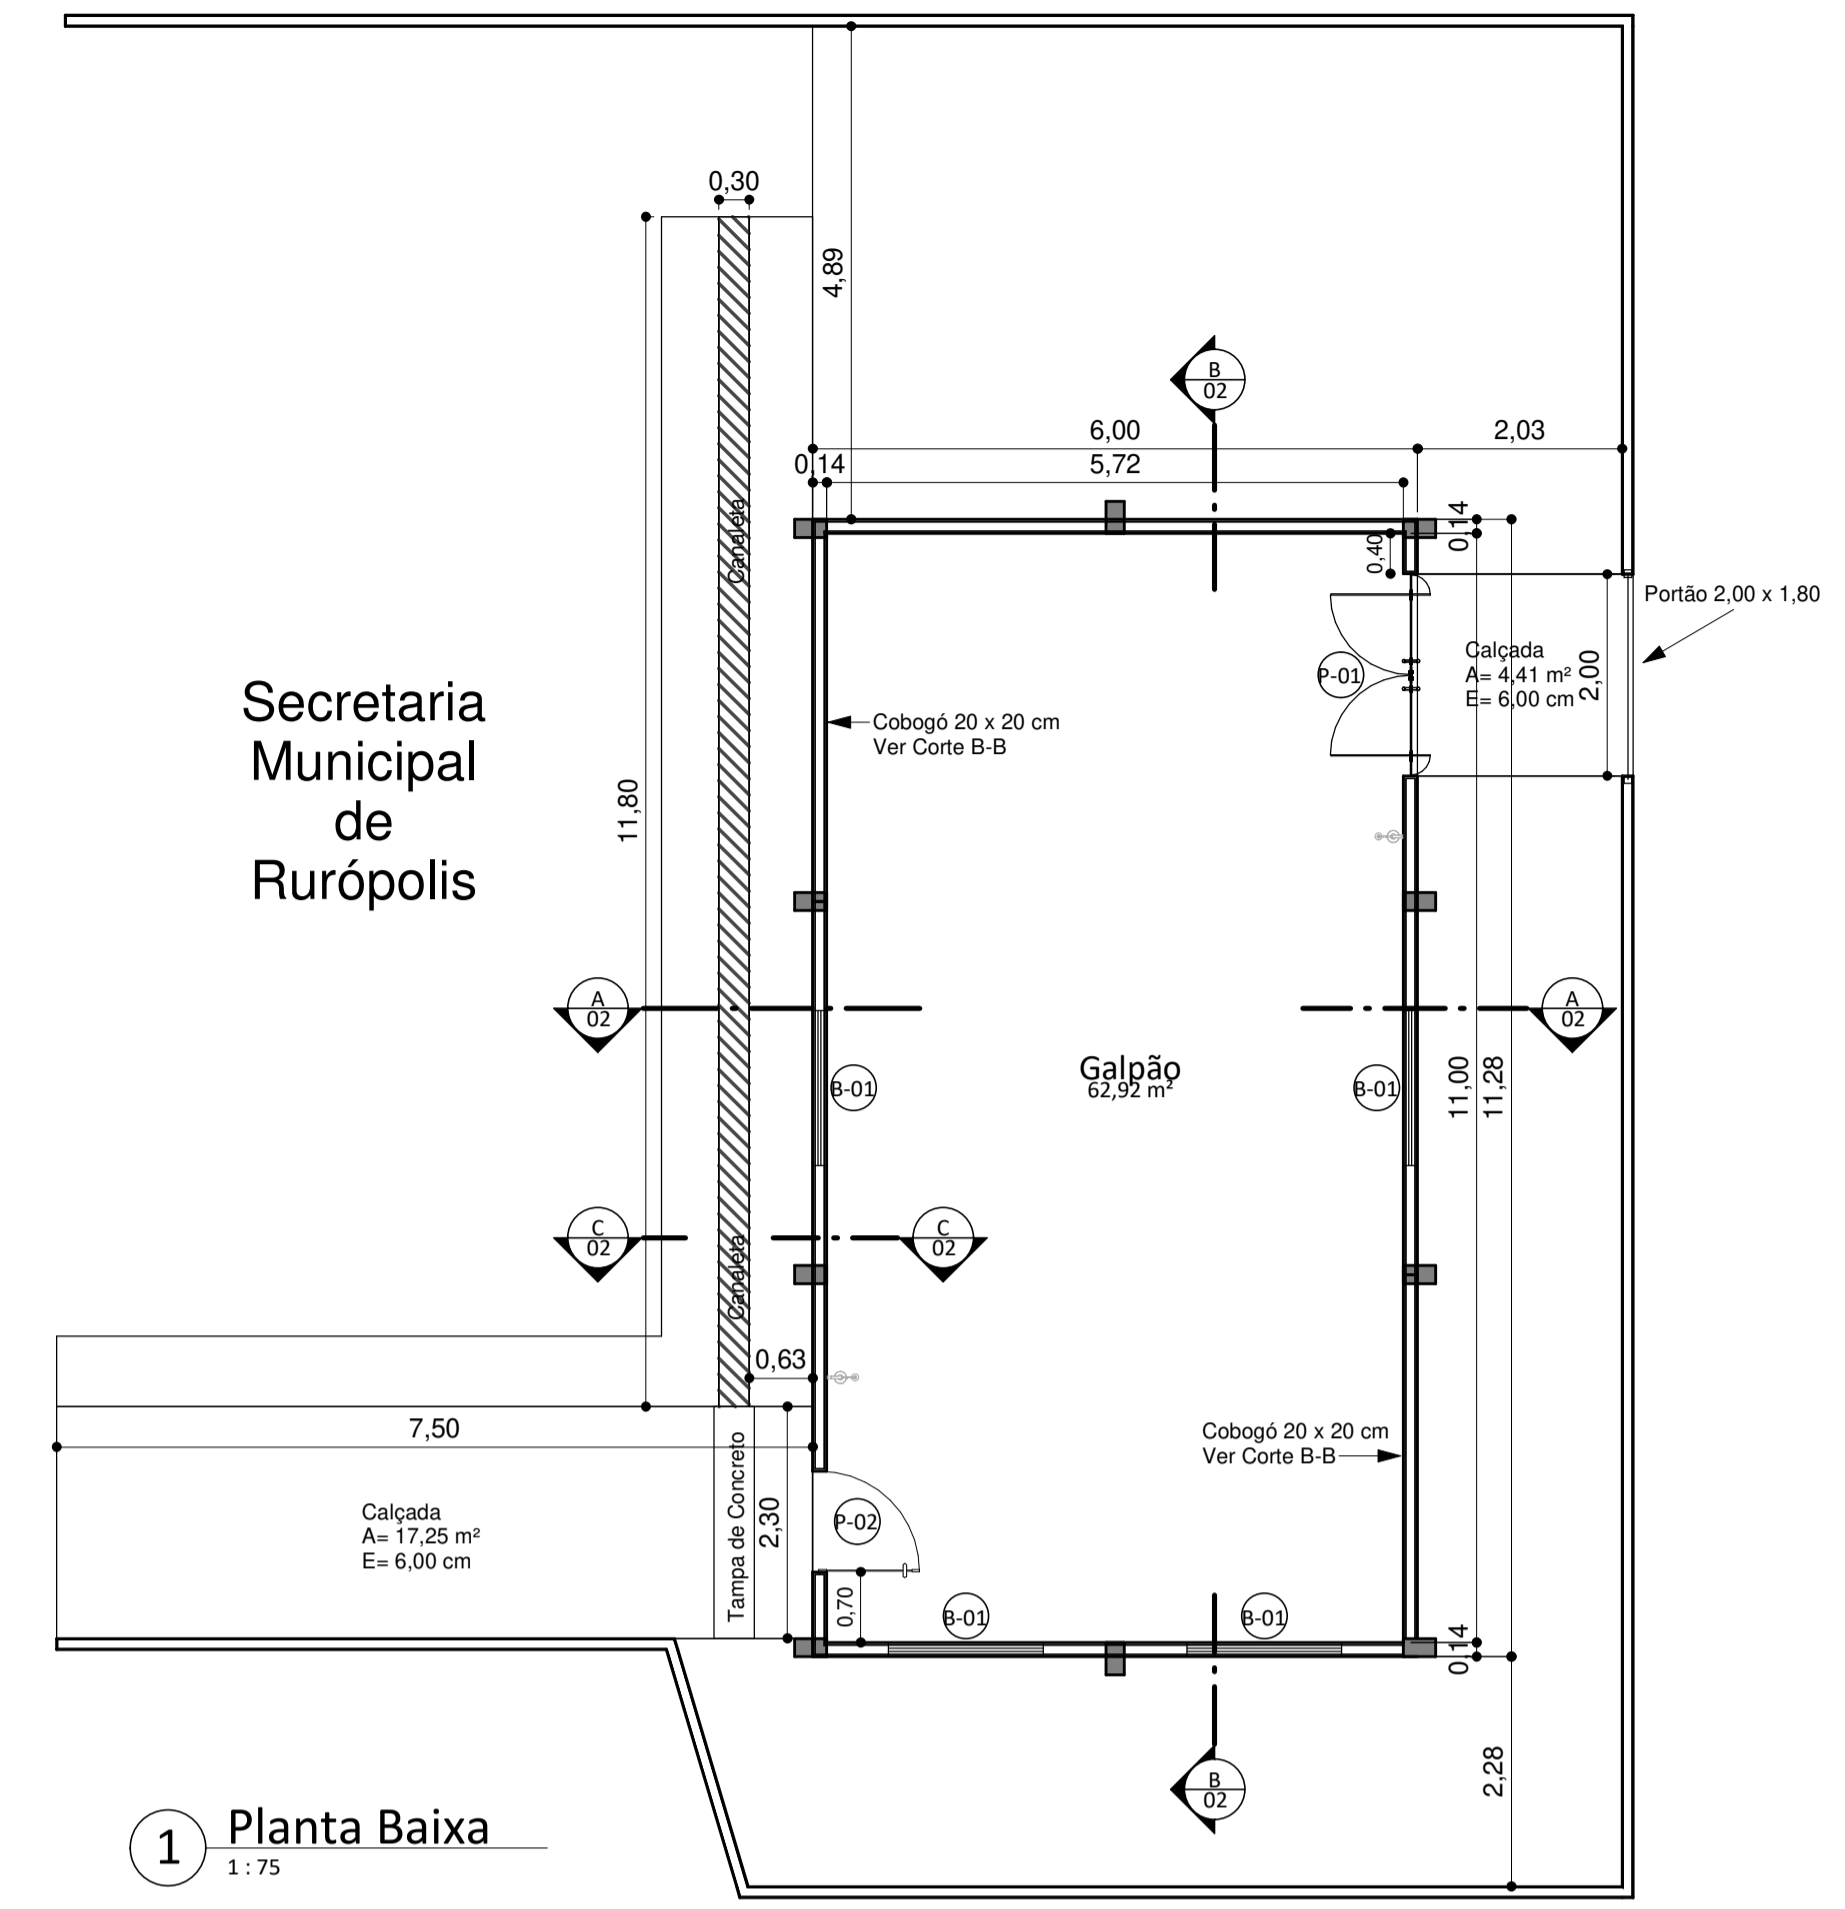 0,30
4,89
B
02
6,00
2,03
0,14
5,72
Canaleta
0,14
0,40
Portão 2,00 x 1,80
Calçada
A= 4,41 m²
E= 6,00 cm
2,00
P-01
Secretaria
Municipal
de
Rurópolis
Cobogó 20 x 20 cm
Ver Corte B-B
11,80
A
02
A
02
Galpão
62,92 m²
B-01
B-01
11,00
11,28
C
02
C
02
Canaleta
0,63
7,50
Cobogó 20 x 20 cm
Ver Corte B-B
Calçada
A= 17,25 m²
E= 6,00 cm
Tampa de Concreto
2,30
P-02
0,70
B-01
B-01
0,14
2,28
B
02
1
Planta Baixa
1 : 75